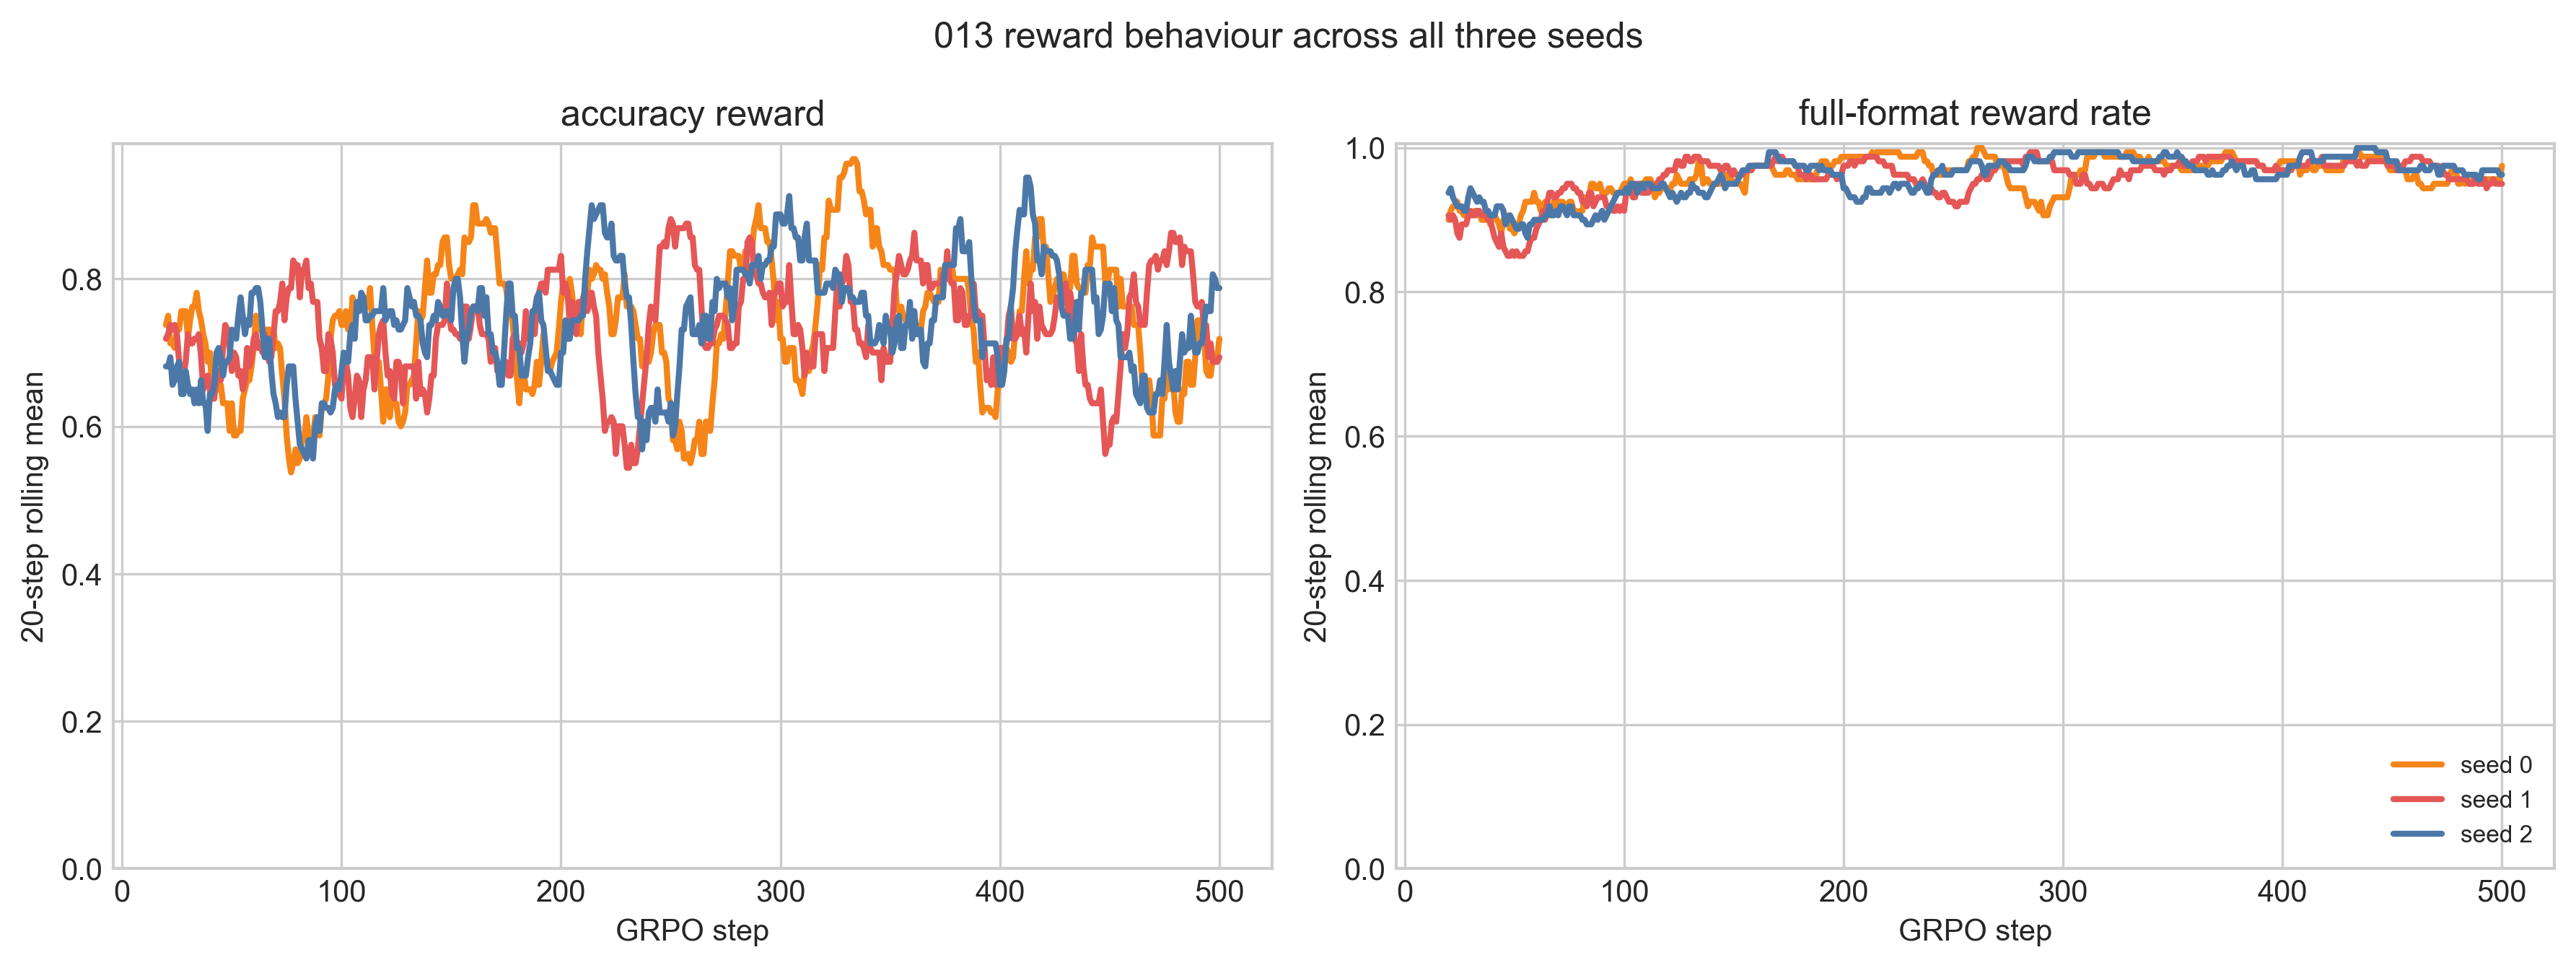 013 reward behaviour across all three seeds
accuracy reward
20-step rolling mean
0.8
0.6
0.4
0.2
0.0
0
100
200
300
400
500
GRPO step
full-format reward rate
20-step rolling mean
1.0
0.8
0.6
0.4
0.2
0.0
0
100
200
300
400
500
GRPO step
seed 0
seed 1
seed 2